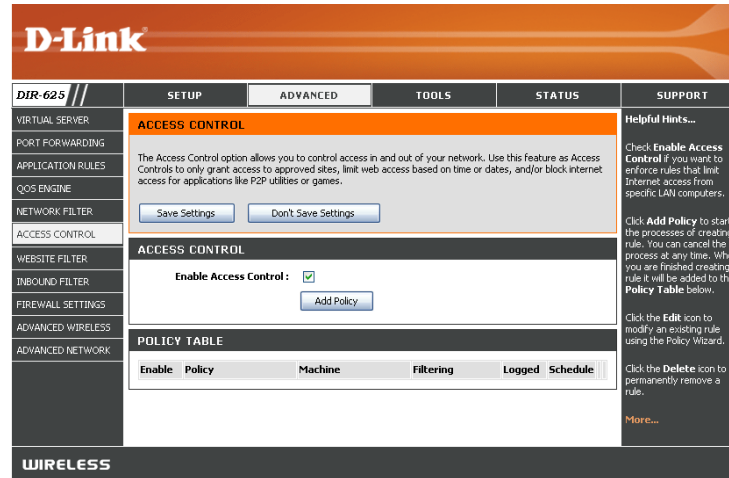 D-Link
DIR-625
SETUP
ADVANCED
TOOLS
STATUS
SUPPORT
VIRTUAL SERVER
PORT FORWARDING
APPLICATION RULES
QOS ENGINE
NETWORK FILTER
ACCESS CONTROL
WEBSITE FILTER
INBOUND FILTER
FIREWALL SETTINGS
ADVANCED WIRELESS
ADVANCED NETWORK
ACCESS CONTROL
The Access Control option allows you to control access in and out of your network. Use this feature as Access
Controls to only grant access to approved sites, limit web access based on time or dates, and/or block internet
access for applications like P2P utilities or games.
Save Settings
Don't Save Settings
ACCESS CONTROL
Enable Access Control :
Add Policy
POLICY TABLE
Enable Policy Machine Filtering Logged Schedule
Helpful Hints...
Check Enable Access
Control if you want to
enforce rules that limit
Internet access from
specific LAN computers.
Click Add Policy to start
the processes of creating
rule. You can cancel the
process at any time. Wh
you are finished creating
rule it will be added to th
Policy Table below.
Click the Edit icon to
modify an existing rule
using the Policy Wizard.
Click the Delete icon to
permanently remove a
rule.
More...
WIRELESS